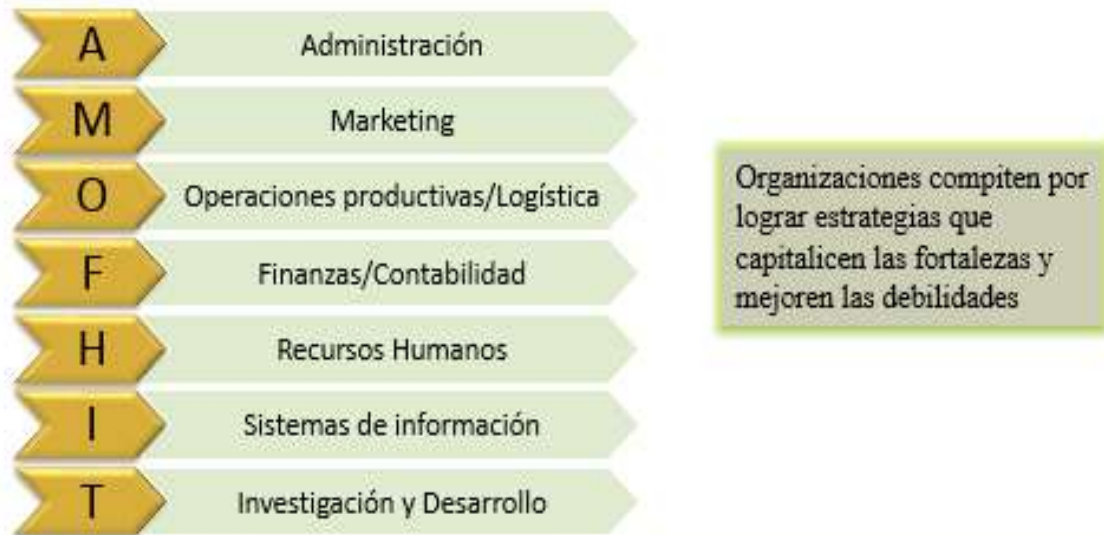 A
Administración
M
Marketing
O
Operaciones productivas/Logística
F
Finanzas/Contabilidad
H
Recursos Humanos
I
Sistemas de información
T
Investigación y Desarrollo
Organizaciones compiten por
lograr estrategias que
capitalicen las fortalezas y
mejoren las debilidades